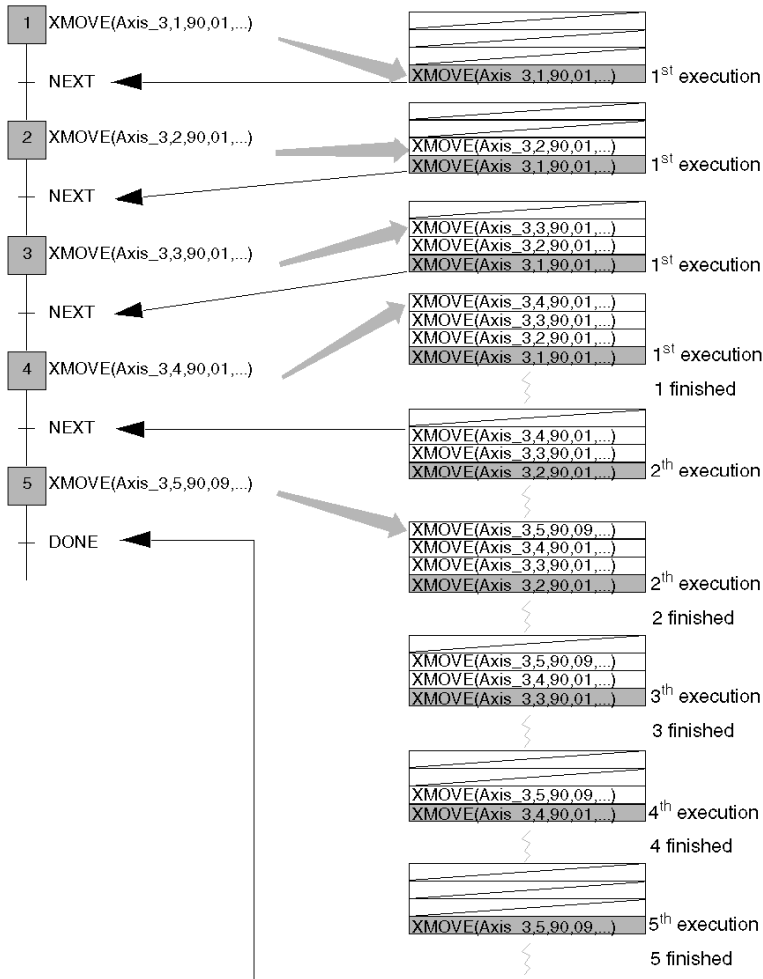 1 XMOVE(Axis_3,1,90,01,...)
NEXT
2 XMOVE(Axis_3,2,90,01,...)
NEXT
3 XMOVE(Axis_3,3,90,01,...)
NEXT
4 XMOVE(Axis_3,4,90,01,...)
NEXT
5 XMOVE(Axis_3,5,90,09,...)
DONE
XMOVE(Axis_3,1,90,01,...) 1st execution
XMOVE(Axis_3,2,90,01,...)
XMOVE(Axis_3,1,90,01,...) 1st execution
XMOVE(Axis_3,3,90,01,...)
XMOVE(Axis_3,2,90,01,...)
XMOVE(Axis_3,1,90,01,...) 1st execution
XMOVE(Axis_3,4,90,01,...)
XMOVE(Axis_3,3,90,01,...)
XMOVE(Axis_3,2,90,01,...)
XMOVE(Axis_3,1,90,01,...) 1st execution
1 finished
XMOVE(Axis_3,4,90,01,...)
XMOVE(Axis_3,3,90,01,...)
XMOVE(Axis_3,2,90,01,...) 2th execution
XMOVE(Axis_3,5,90,09,...)
XMOVE(Axis_3,4,90,01,...)
XMOVE(Axis_3,3,90,01,...)
XMOVE(Axis_3,2,90,01,...) 2th execution
2 finished
XMOVE(Axis_3,5,90,09,...)
XMOVE(Axis_3,4,90,01,...)
XMOVE(Axis_3,3,90,01,...) 3th execution
3 finished
XMOVE(Axis_3,5,90,09,...)
XMOVE(Axis_3,4,90,01,...) 4th execution
4 finished
XMOVE(Axis_3,5,90,09,...) 5th execution
5 finished